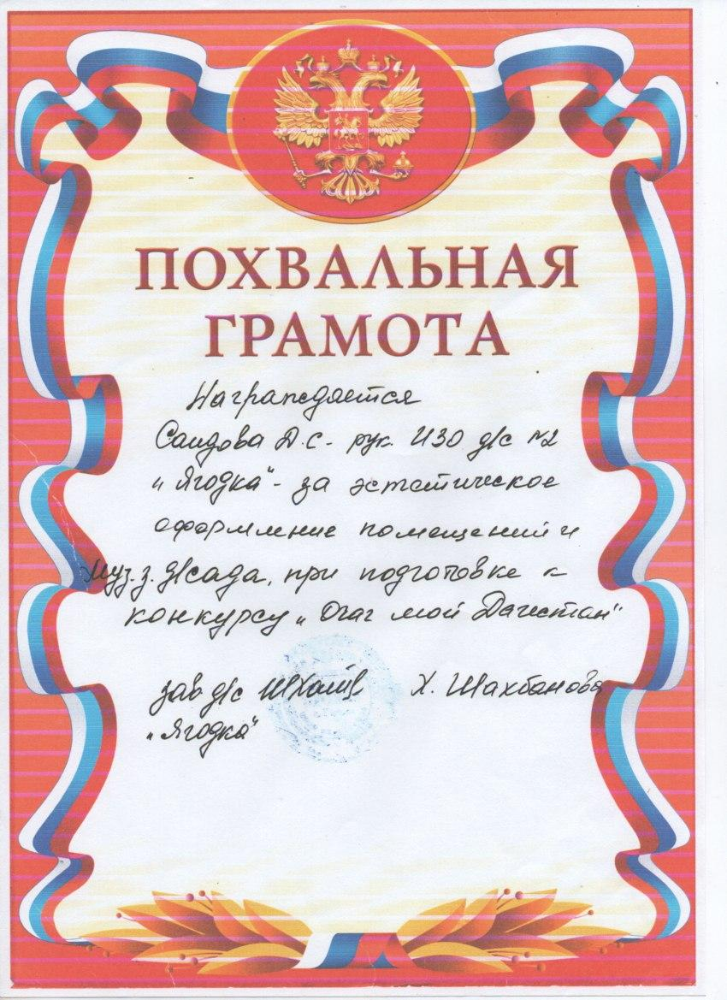 ПОХВАЛЬНАЯ
ГРАМОТА
Награждается
Саидова Д.С- рук. ИЗО д/с №2
„Ягодка"- за эстетическое
оформление помещений и
муз.з. д/сада, при подготовке к
конкурсу „Очаг мой Дагестан"
зав д/с Х. Шахбанова
„Ягодка"